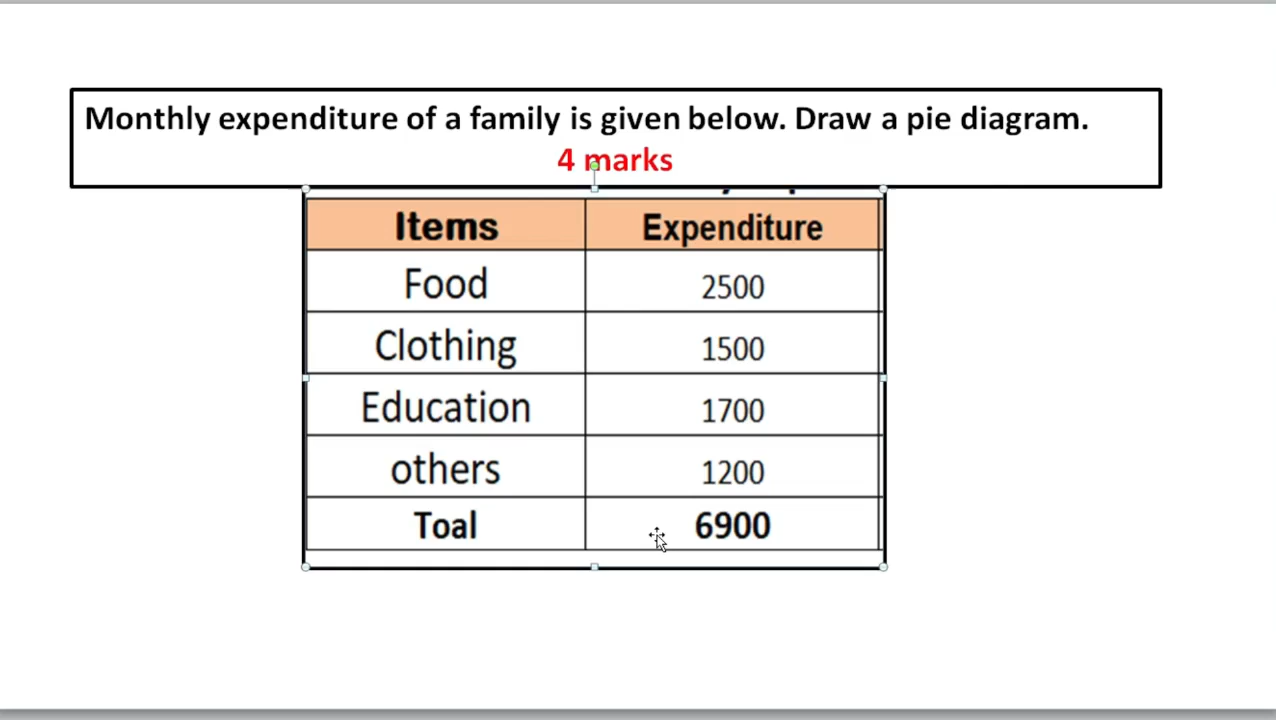 Monthly expenditure of a family is given below. Draw a pie diagram.
4 marks
Items Expenditure
Food 2500
Clothing 1500
Education 1700
others 1200
Toal 6900